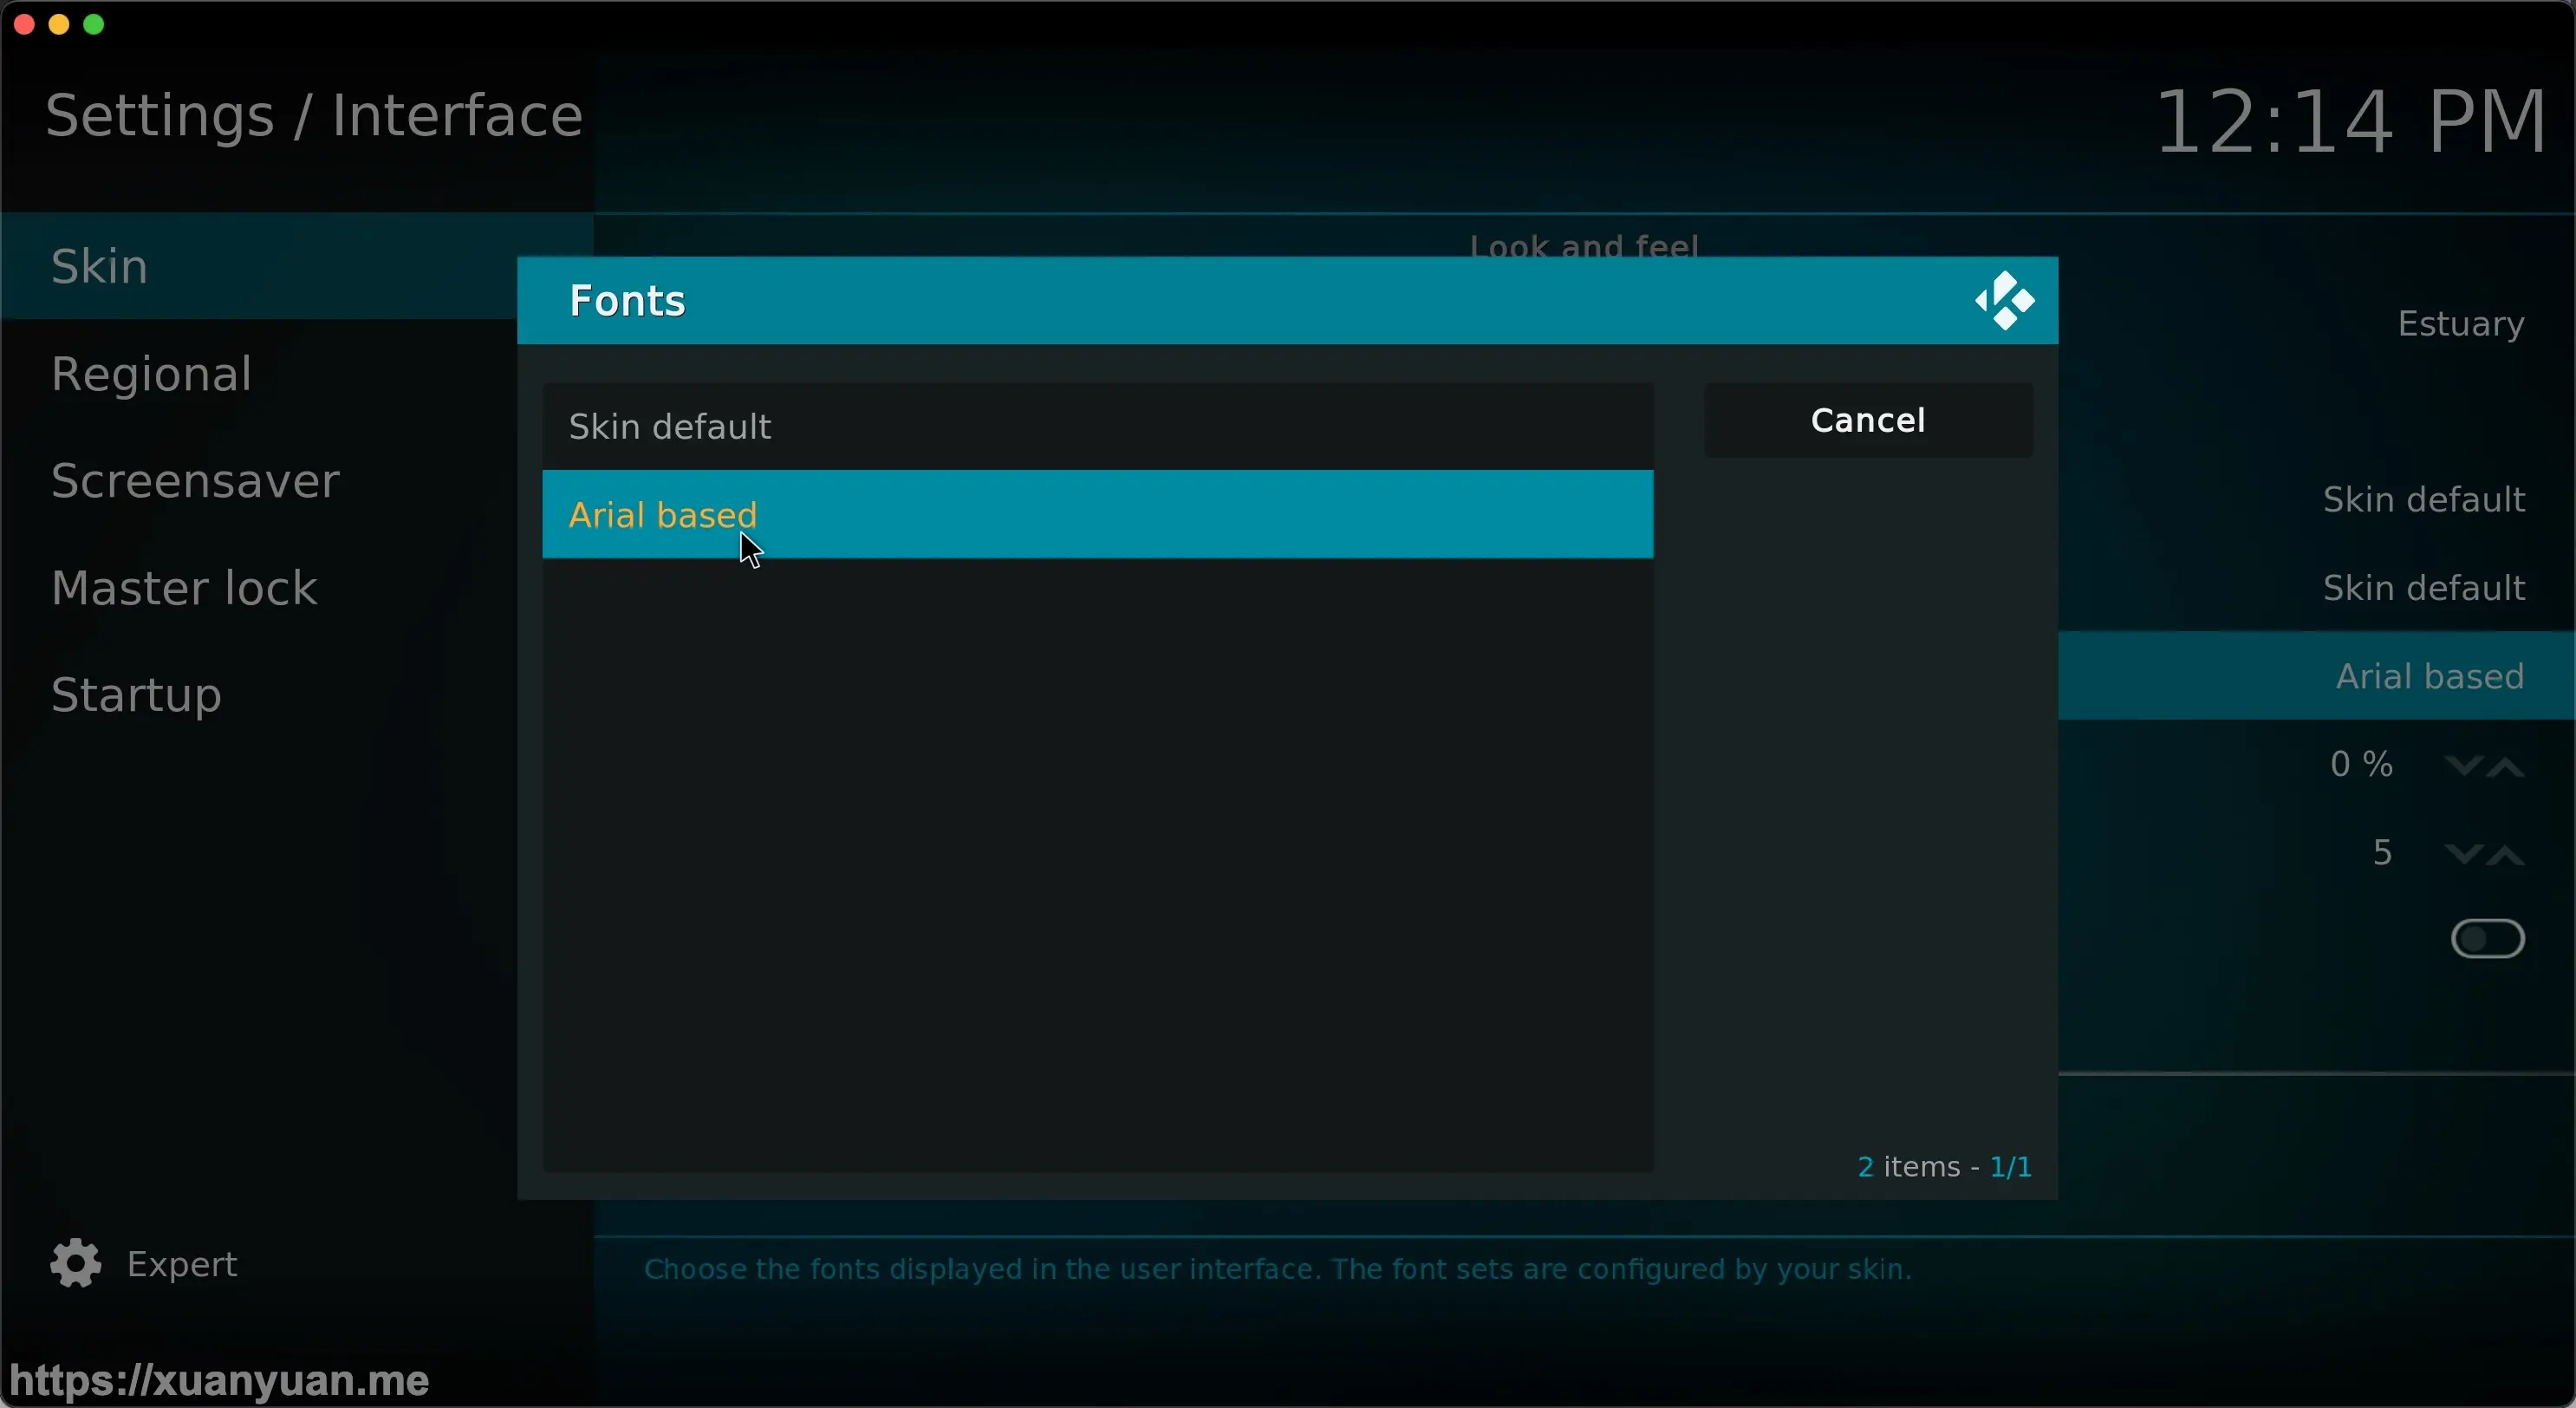 Settings / Interface
12:14 PM
Skin
Regional
Screensaver
Master lock
Startup
Look and feel
Fonts
Skin default
Arial based
Cancel
2 items - 1/1
Estuary
Skin default
Skin default
Arial based
0 %
5
Expert
Choose the fonts displayed in the user interface. The font sets are configured by your skin.
https://xuanyuan.me